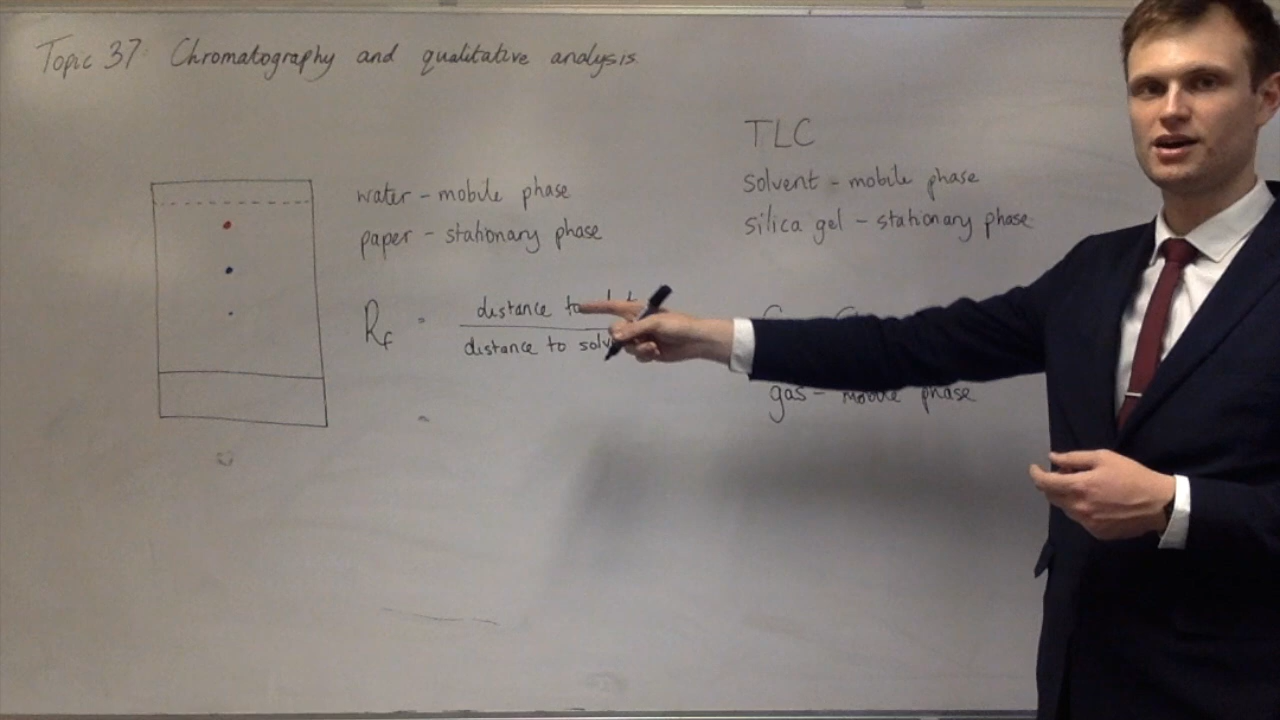 Topic 37: Chromatography and qualitative analysis.
water - mobile phase
paper - stationary phase
Rf =
distance to
distance to
TLC
solvent - mobile phase
silica gel - stationary phase
gas - mobile phase